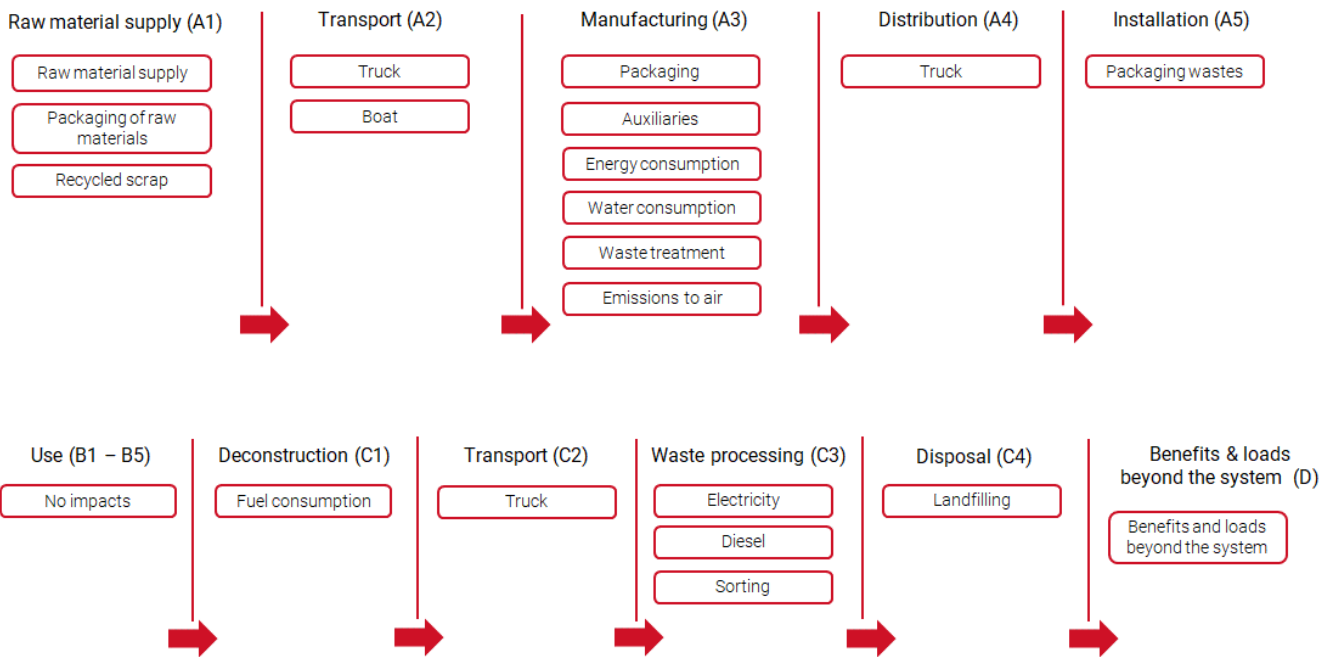 Raw material supply (A1)
Transport (A2)
Manufacturing (A3)
Distribution (A4)
Installation (A5)
Raw material supply
Truck
Packaging
Truck
Packaging wastes
Packaging of raw
materials
Boat
Auxiliaries
Recycled scrap
Energy consumption
Water consumption
Waste treatment
Emissions to air
Use (B1 – B5)
Deconstruction (C1)
Transport (C2)
Waste processing (C3)
Disposal (C4)
Benefits & loads
beyond the system (D)
No impacts
Fuel consumption
Truck
Electricity
Landfilling
Diesel
Sorting
Benefits and loads
beyond the system